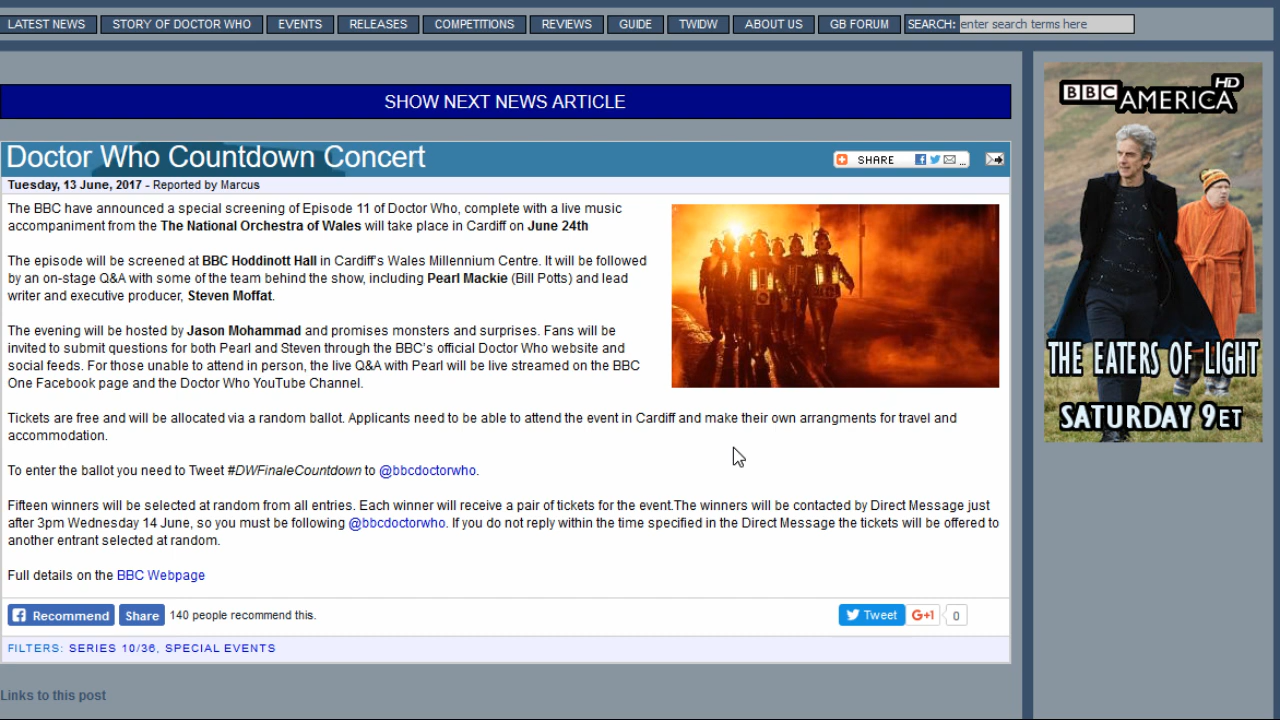 LATEST NEWS STORY OF DOCTOR WHO EVENTS RELEASES COMPETITIONS REVIEWS GUIDE TWIDW ABOUT US GB FORUM SEARCH: enter search terms here
SHOW NEXT NEWS ARTICLE
Doctor Who Countdown Concert
SHARE ...
Tuesday, 13 June, 2017 - Reported by Marcus
The BBC have announced a special screening of Episode 11 of Doctor Who, complete with a live music
accompaniment from the The National Orchestra of Wales will take place in Cardiff on June 24th
The episode will be screened at BBC Hoddinott Hall in Cardiff's Wales Millennium Centre. It will be followed
by an on-stage Q&A with some of the team behind the show, including Pearl Mackie (Bill Potts) and lead
writer and executive producer, Steven Moffat.
The evening will be hosted by Jason Mohammad and promises monsters and surprises. Fans will be
invited to submit questions for both Pearl and Steven through the BBC's official Doctor Who website and
social feeds. For those unable to attend in person, the live Q&A with Pearl will be live streamed on the BBC
One Facebook page and the Doctor Who YouTube Channel.
Tickets are free and will be allocated via a random ballot. Applicants need to be able to attend the event in Cardiff and make their own arrangments for travel and
accommodation.
To enter the ballot you need to Tweet #DWFinaleCountdown to @bbcdoctorwho.
Fifteen winners will be selected at random from all entries. Each winner will receive a pair of tickets for the event.The winners will be contacted by Direct Message just
after 3pm Wednesday 14 June, so you must be following @bbcdoctorwho. If you do not reply within the time specified in the Direct Message the tickets will be offered to
another entrant selected at random.
Full details on the BBC Webpage
Recommend Share 140 people recommend this. Tweet G+1 0
FILTERS: SERIES 10/36, SPECIAL EVENTS
Links to this post
BBC AMERICA HD
THE EATERS OF LIGHT
SATURDAY 9ET